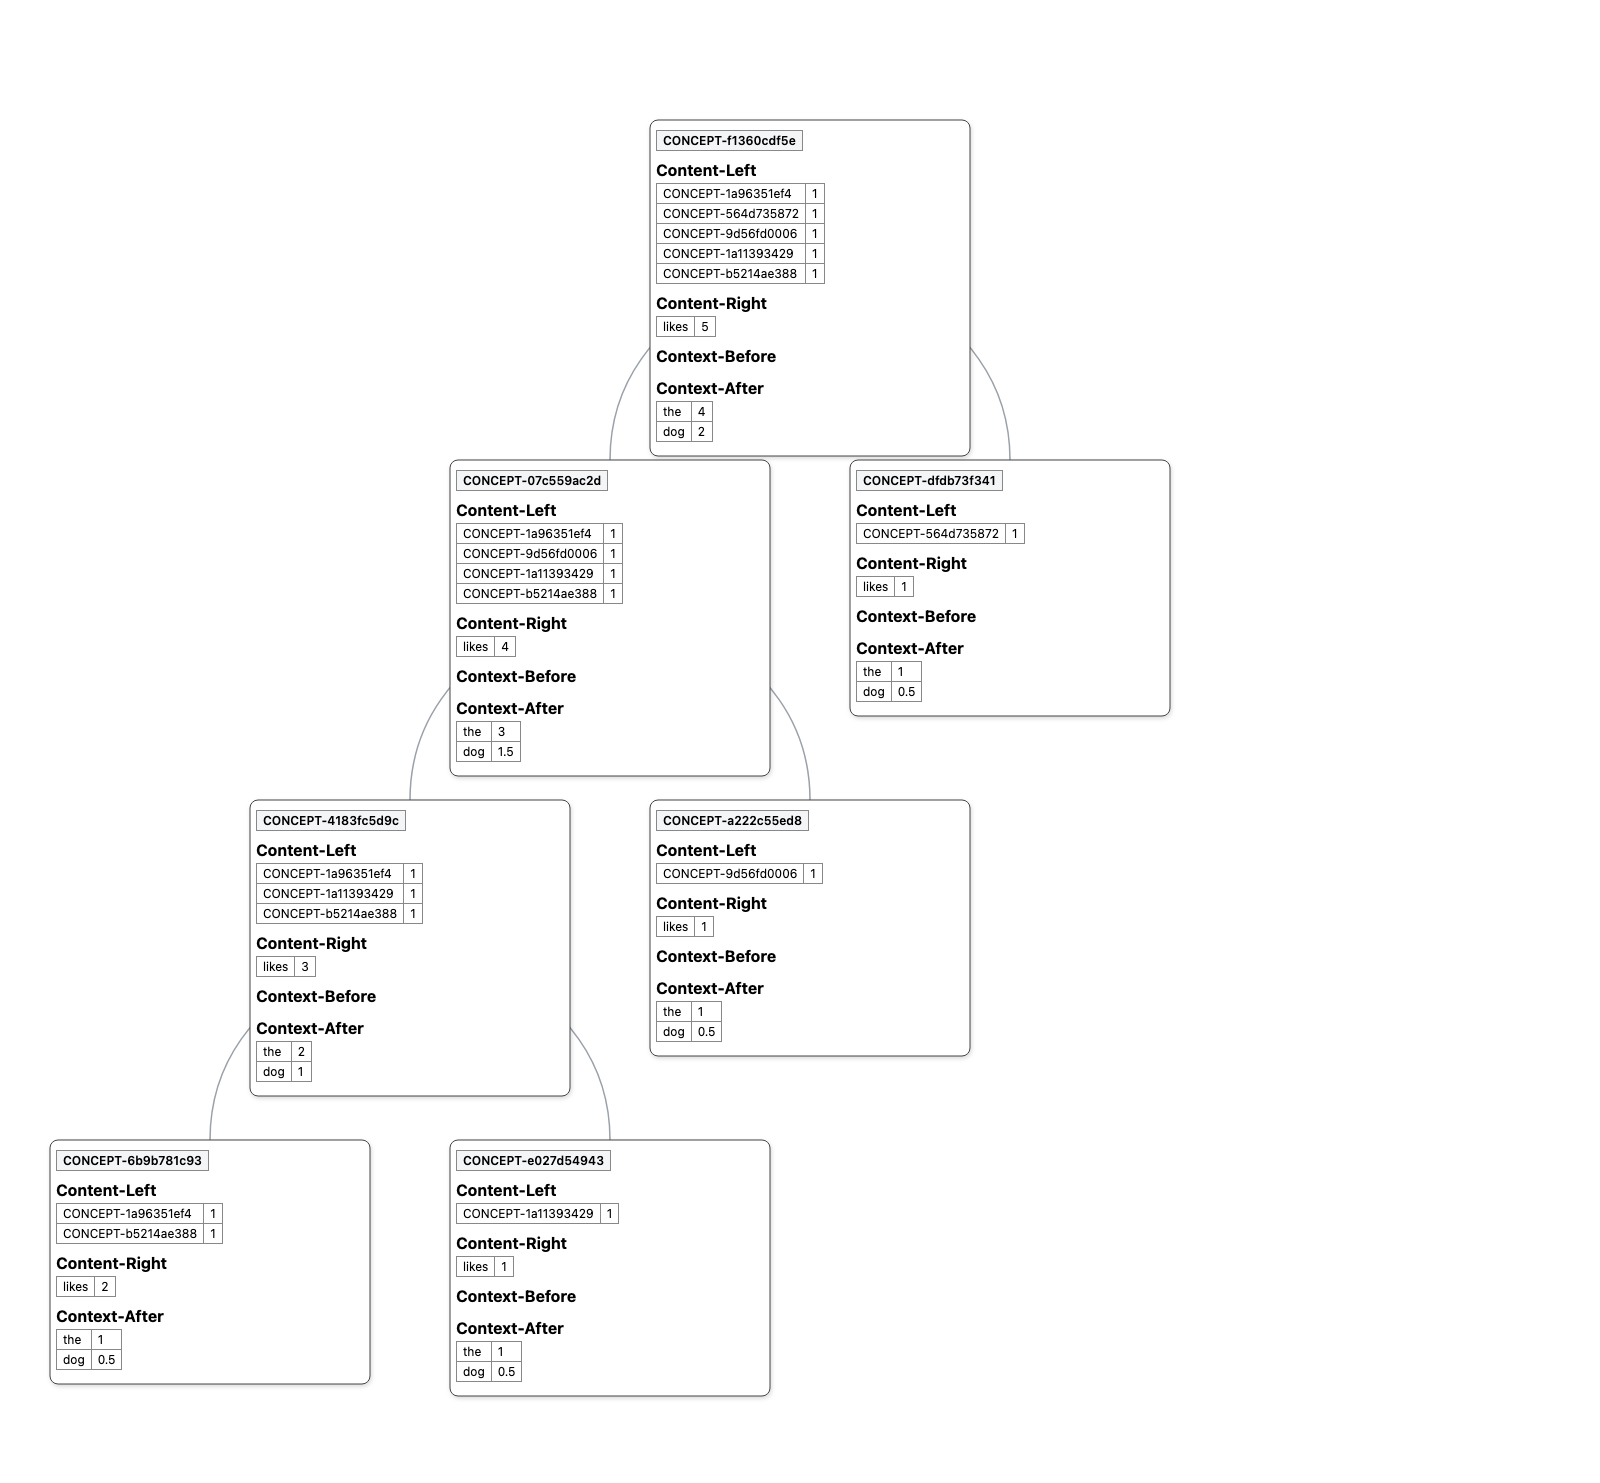 CONCEPT-f1360cdf5e
Content-Left
CONCEPT-1a96351ef4 1
CONCEPT-564d735872 1
CONCEPT-9d56fd0006 1
CONCEPT-1a11393429 1
CONCEPT-b5214ae388 1
Content-Right
likes 5
Context-Before
Context-After
the 4
dog 2
CONCEPT-07c559ac2d
Content-Left
CONCEPT-1a96351ef4 1
CONCEPT-9d56fd0006 1
CONCEPT-1a11393429 1
CONCEPT-b5214ae388 1
Content-Right
likes 4
Context-Before
Context-After
the 3
dog 1.5
CONCEPT-dfdb73f341
Content-Left
CONCEPT-564d735872 1
Content-Right
likes 1
Context-Before
Context-After
the 1
dog 0.5
CONCEPT-4183fc5d9c
Content-Left
CONCEPT-1a96351ef4 1
CONCEPT-1a11393429 1
CONCEPT-b5214ae388 1
Content-Right
likes 3
Context-Before
Context-After
the 2
dog 1
CONCEPT-a222c55ed8
Content-Left
CONCEPT-9d56fd0006 1
Content-Right
likes 1
Context-Before
Context-After
the 1
dog 0.5
CONCEPT-6b9b781c93
Content-Left
CONCEPT-1a96351ef4 1
CONCEPT-b5214ae388 1
Content-Right
likes 2
Context-After
the 1
dog 0.5
CONCEPT-e027d54943
Content-Left
CONCEPT-1a11393429 1
Content-Right
likes 1
Context-Before
Context-After
the 1
dog 0.5